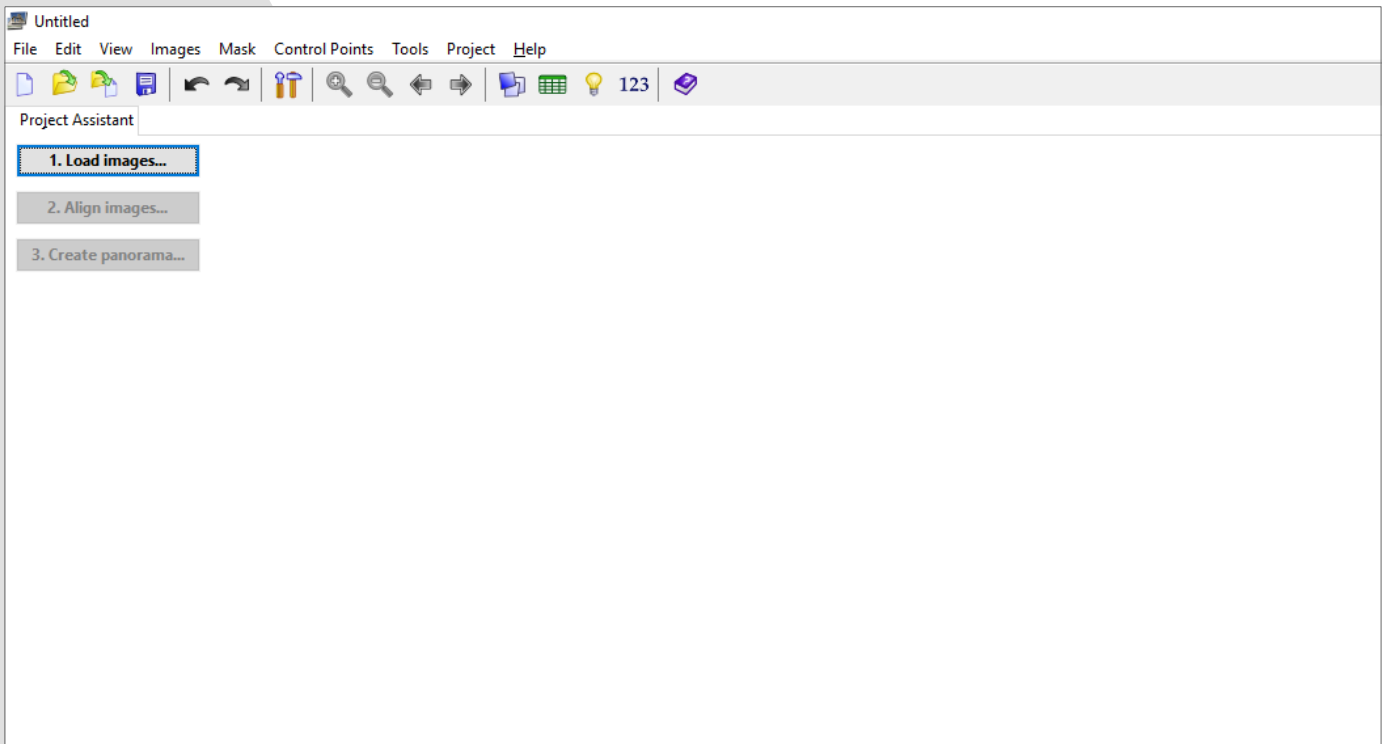 Untitled
File Edit View Images Mask Control Points Tools Project Help
123
Project Assistant
1. Load images...
2. Align images...
3. Create panorama...